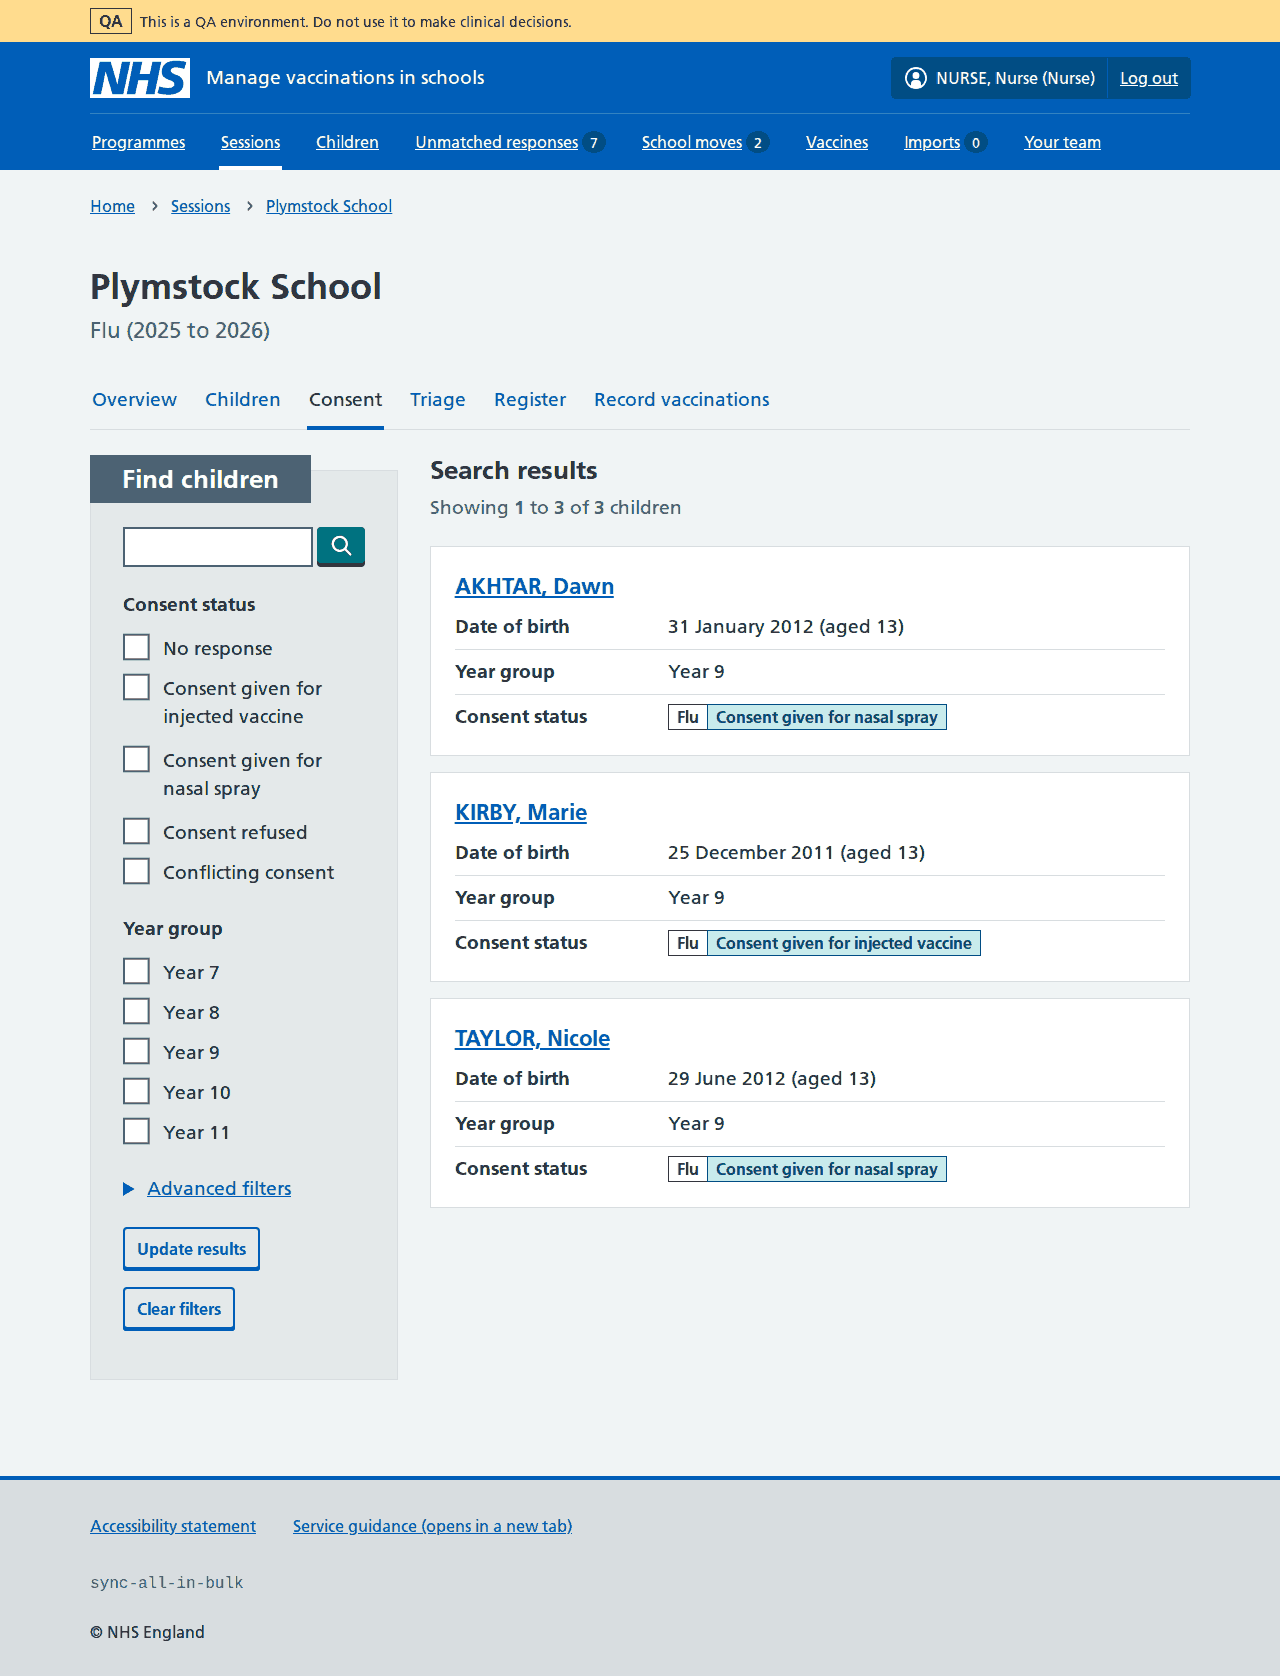 QA This is a QA environment. Do not use it to make clinical decisions.
NHS Manage vaccinations in schools NURSE, Nurse (Nurse) Log out
Programmes Sessions Children Unmatched responses 7 School moves 2 Vaccines Imports 0 Your team
Home Sessions Plymstock School
Plymstock School
Flu (2025 to 2026)
Overview Children Consent Triage Register Record vaccinations
Find children
Consent status
No response
Consent given for
injected vaccine
Consent given for
nasal spray
Consent refused
Conflicting consent
Year group
Year 7
Year 8
Year 9
Year 10
Year 11
Advanced filters
Update results
Clear filters
Search results
Showing 1 to 3 of 3 children
AKHTAR, Dawn
Date of birth 31 January 2012 (aged 13)
Year group Year 9
Consent status Flu Consent given for nasal spray
KIRBY, Marie
Date of birth 25 December 2011 (aged 13)
Year group Year 9
Consent status Flu Consent given for injected vaccine
TAYLOR, Nicole
Date of birth 29 June 2012 (aged 13)
Year group Year 9
Consent status Flu Consent given for nasal spray
Accessibility statement Service guidance (opens in a new tab)
sync-all-in-bulk
© NHS England